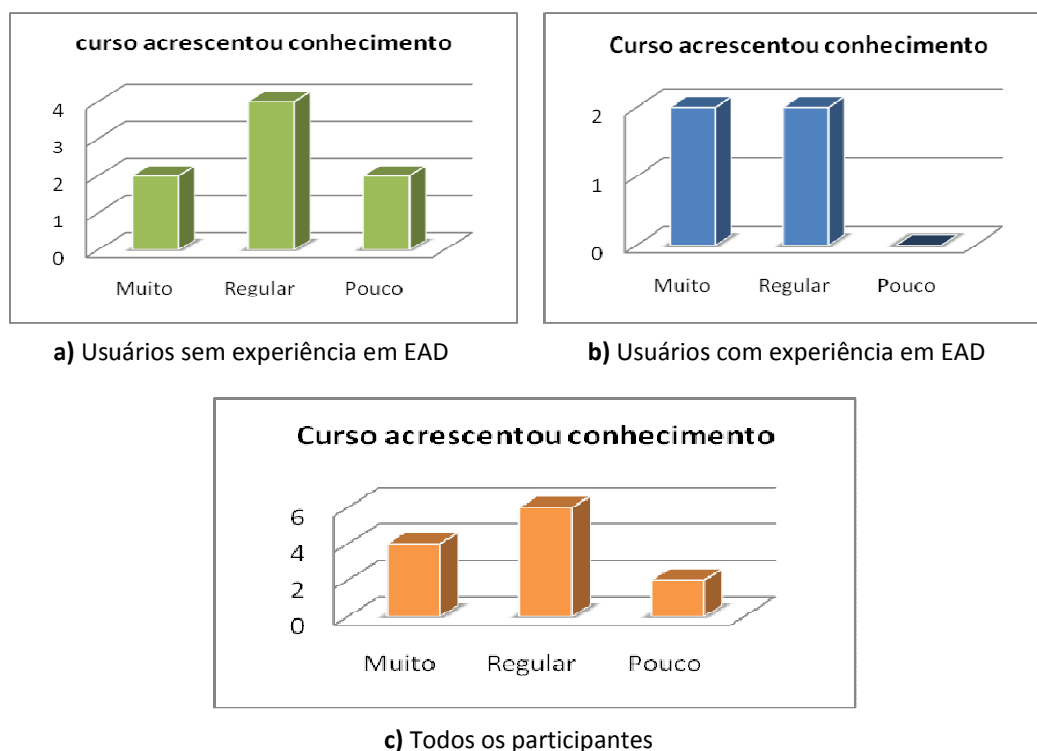 curso acrescentou conhecimento
4
3
2
1
0
Muito Regular Pouco
a) Usuários sem experiência em EAD
Curso acrescentou conhecimento
2
1
0
Muito Regular Pouco
b) Usuários com experiência em EAD
Curso acrescentou conhecimento
6
4
2
0
Muito Regular Pouco
c) Todos os participantes